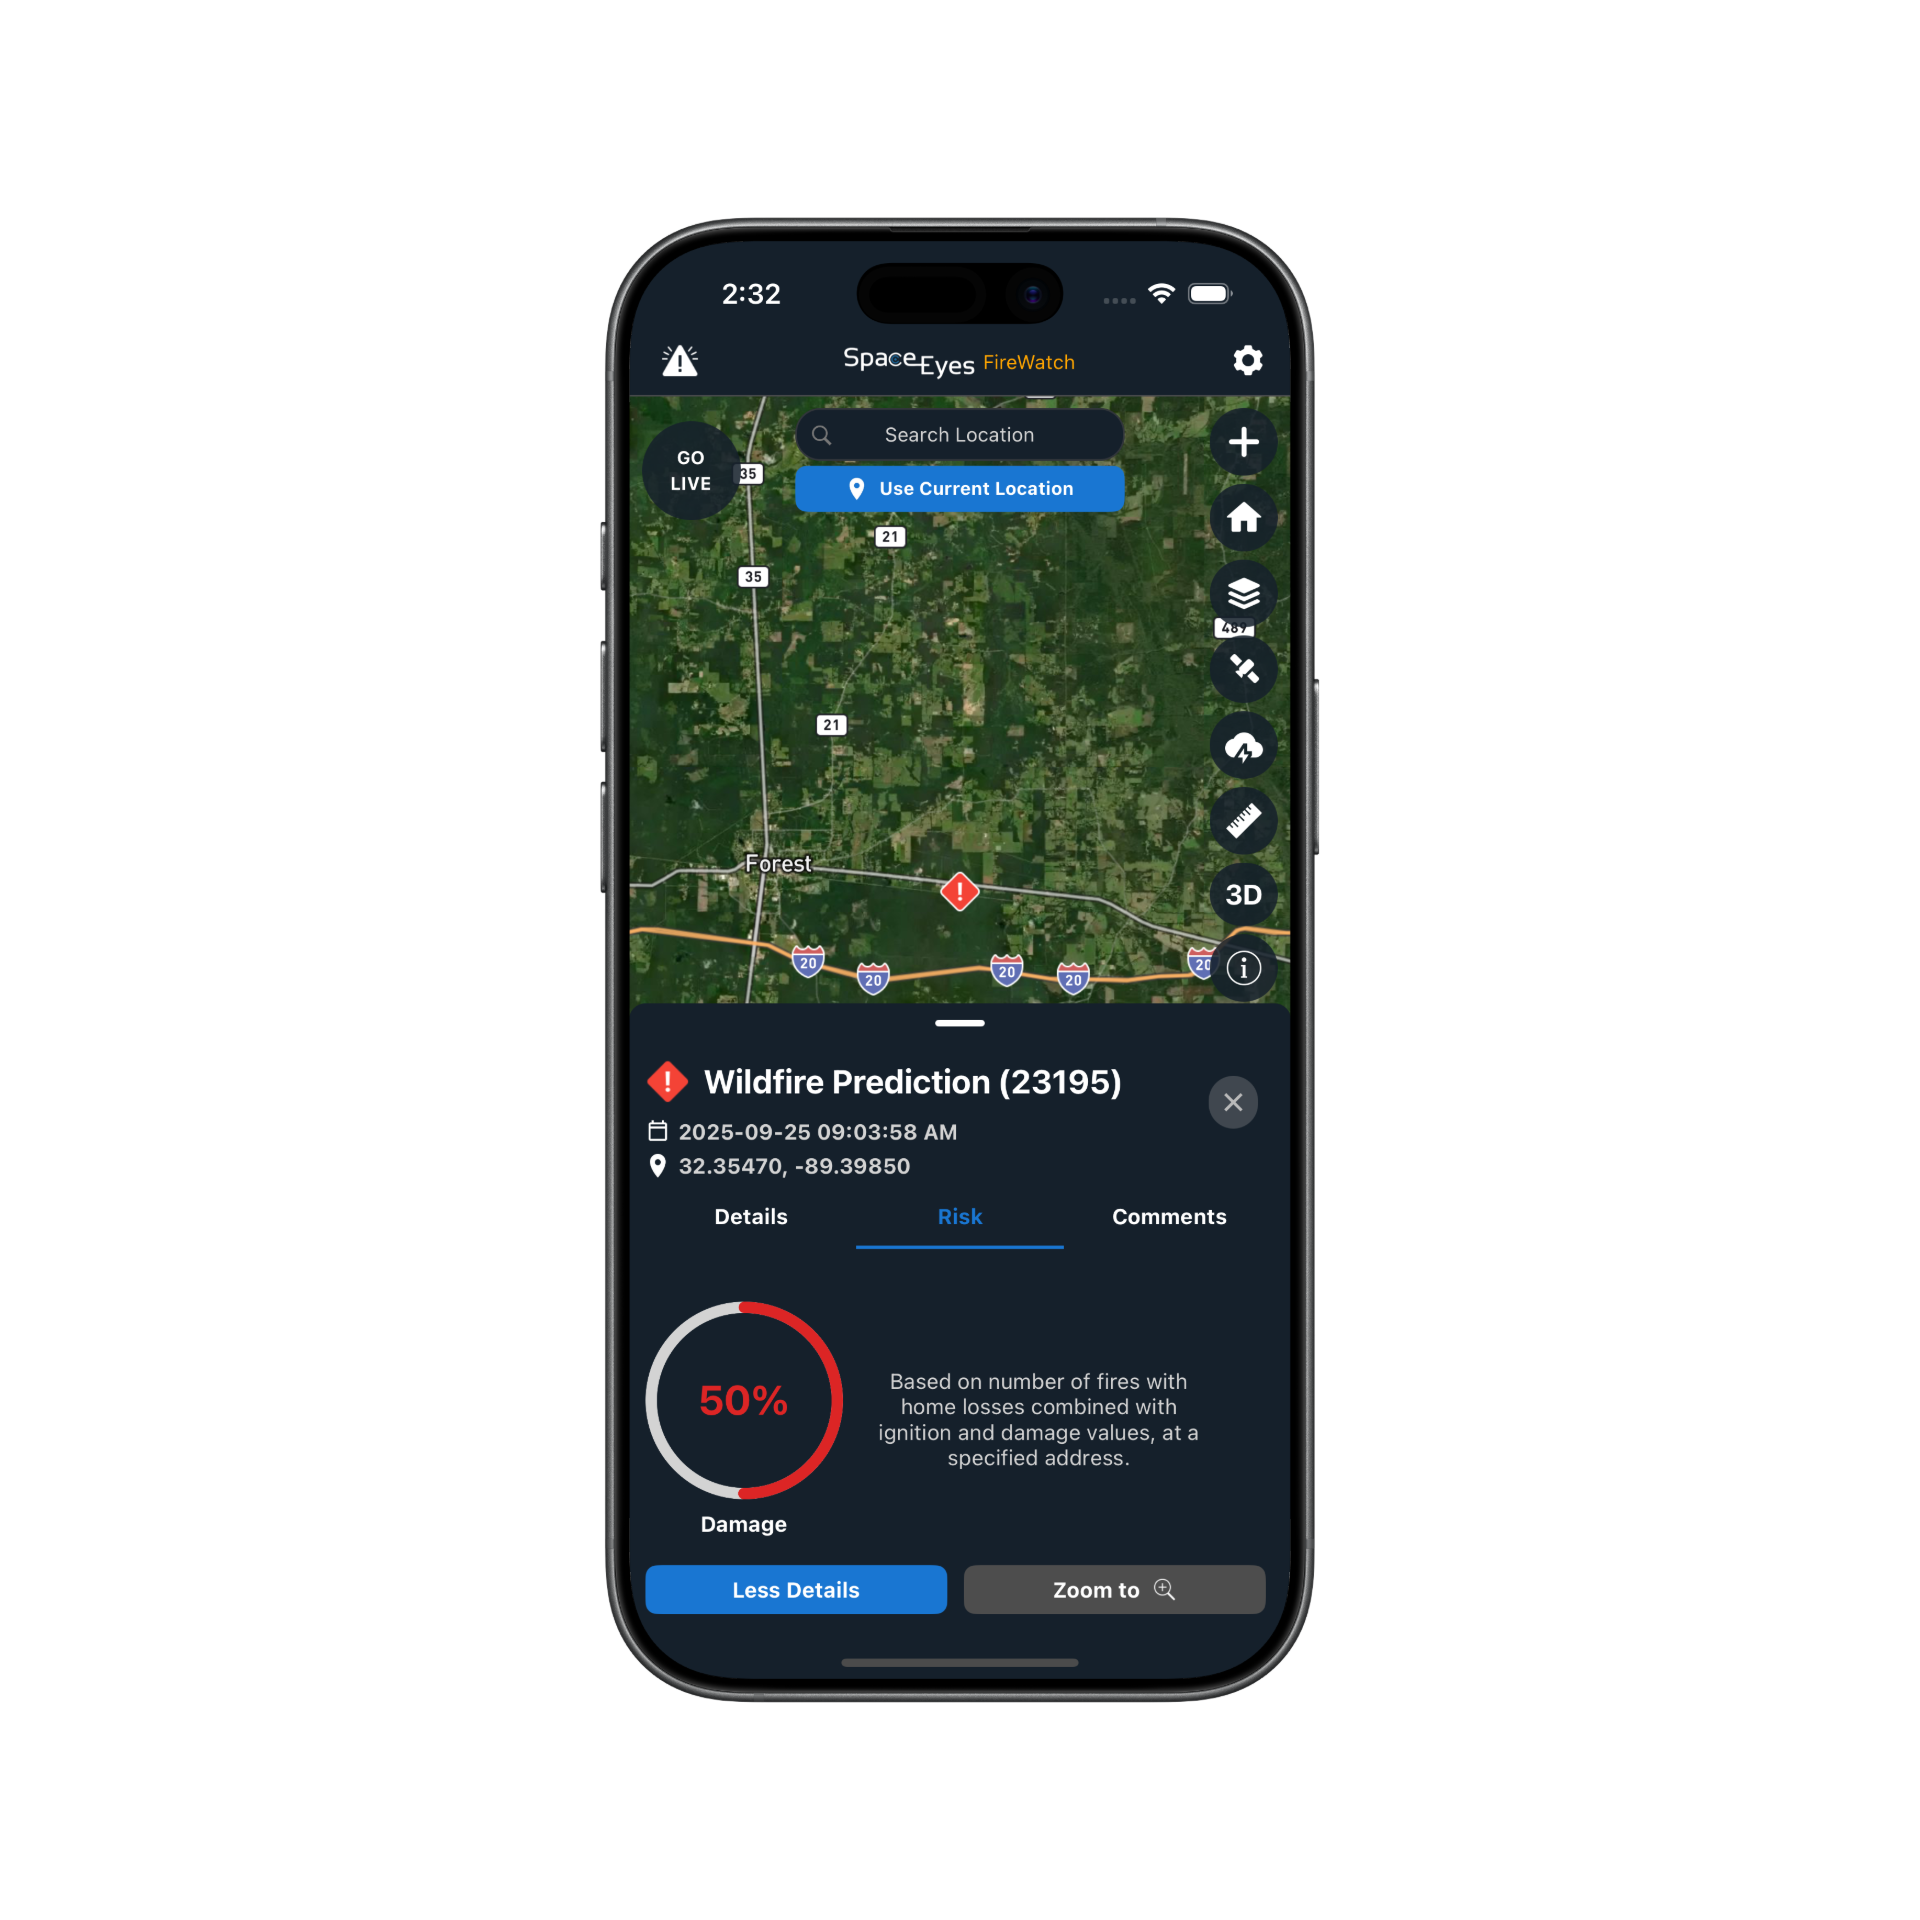 2:32
SpaceEyes FireWatch
GO
LIVE
Search Location
Use Current Location
35
21
35
489
21
Forest
3D
20
20
20
20
20
Wildfire Prediction (23195)
2025-09-25 09:03:58 AM
32.35470, -89.39850
Details
Risk
Comments
50%
Based on number of fires with
home losses combined with
ignition and damage values, at a
specified address.
Damage
Less Details
Zoom to